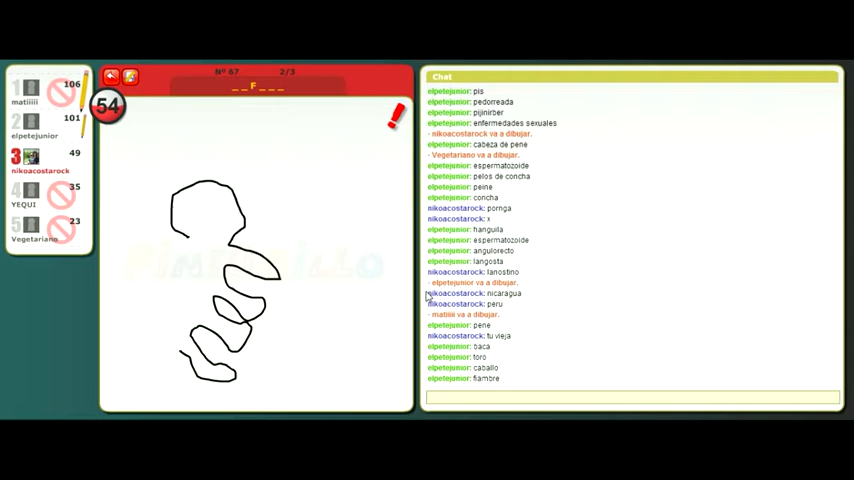 1
106
matiiiii
2
101
elpetejunior
3
49
nikoacostarock
4
35
YEQUI
5
23
Vegetariano
54
Nº 67 2/3
_ _ F _ _ _
!
PINTURILLO
Chat
elpetejunior: pis
elpetejunior: pedorreada
elpetejunior: pijinirber
elpetejunior: enfermedades sexuales
· nikoacostarock va a dibujar.
elpetejunior: cabeza de pene
· Vegetariano va a dibujar.
elpetejunior: espermatozoide
elpetejunior: pelos de concha
elpetejunior: peine
elpetejunior: concha
nikoacostarock: pornga
nikoacostarock: x
elpetejunior: hanguila
elpetejunior: espermatozoide
elpetejunior: angulorecto
elpetejunior: langosta
nikoacostarock: lanostino
· elpetejunior va a dibujar.
nikoacostarock: nicaragua
nikoacostarock: peru
· matiiiii va a dibujar.
elpetejunior: pene
nikoacostarock: tu vieja
elpetejunior: baca
elpetejunior: toro
elpetejunior: caballo
elpetejunior: fiambre